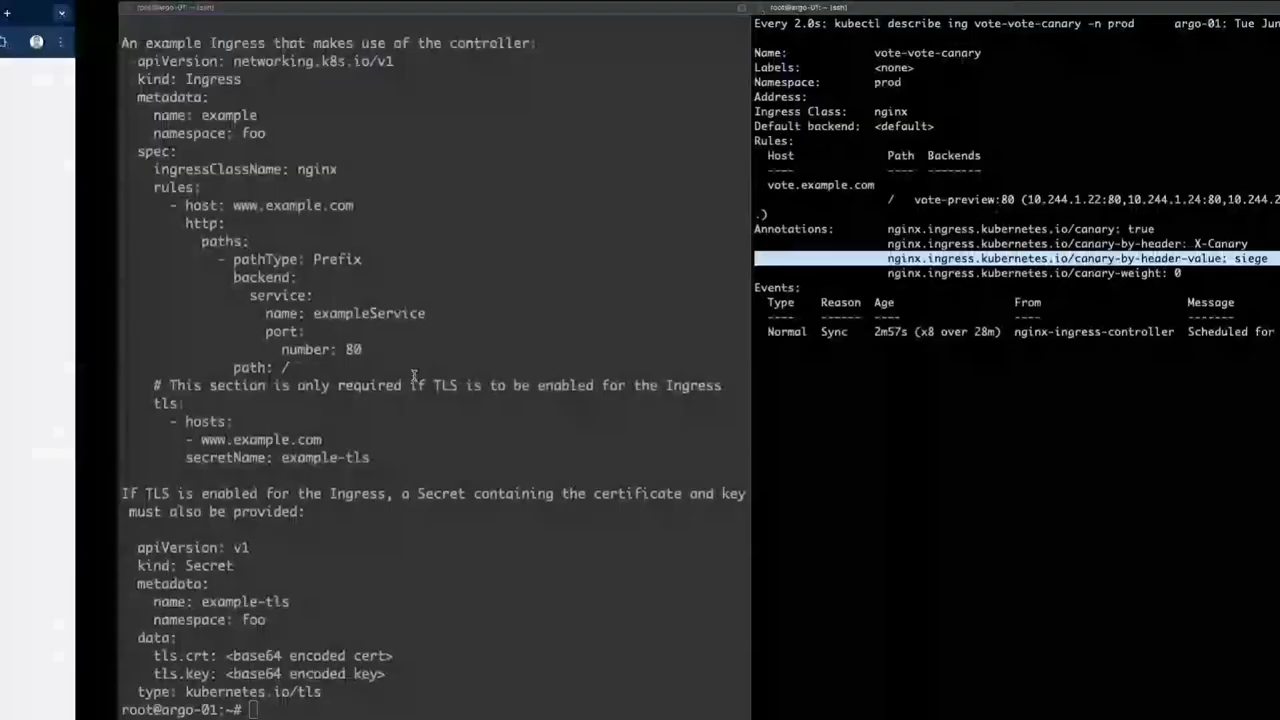 root@argo-01: ~ (ssh)
An example Ingress that makes use of the controller:
apiVersion: networking.k8s.io/v1
kind: Ingress
metadata:
name: example
namespace: foo
spec:
ingressClassName: nginx
rules:
- host: www.example.com
http:
paths:
- pathType: Prefix
backend:
service:
name: exampleService
port:
number: 80
path: /
# This section is only required if TLS is to be enabled for the Ingress
tls:
- hosts:
- www.example.com
secretName: example-tls
If TLS is enabled for the Ingress, a Secret containing the certificate and key
must also be provided:
apiVersion: v1
kind: Secret
metadata:
name: example-tls
namespace: foo
data:
tls.crt: <base64 encoded cert>
tls.key: <base64 encoded key>
type: kubernetes.io/tls
root@argo-01:~#
root@argo-01: ~ (ssh)
Every 2.0s: kubectl describe ing vote-vote-canary -n prod argo-01: Tue Jun
Name: vote-vote-canary
Labels: <none>
Namespace: prod
Address:
Ingress Class: nginx
Default backend: <default>
Rules:
Host Path Backends
---- ---- --------
vote.example.com
/ vote-preview:80 (10.244.1.22:80,10.244.1.24:80,10.244.2
.)
Annotations: nginx.ingress.kubernetes.io/canary: true
nginx.ingress.kubernetes.io/canary-by-header: X-Canary
nginx.ingress.kubernetes.io/canary-by-header-value: siege
nginx.ingress.kubernetes.io/canary-weight: 0
Events:
Type Reason Age From Message
---- ------ ---- ---- -------
Normal Sync 2m57s (x8 over 28m) nginx-ingress-controller Scheduled for